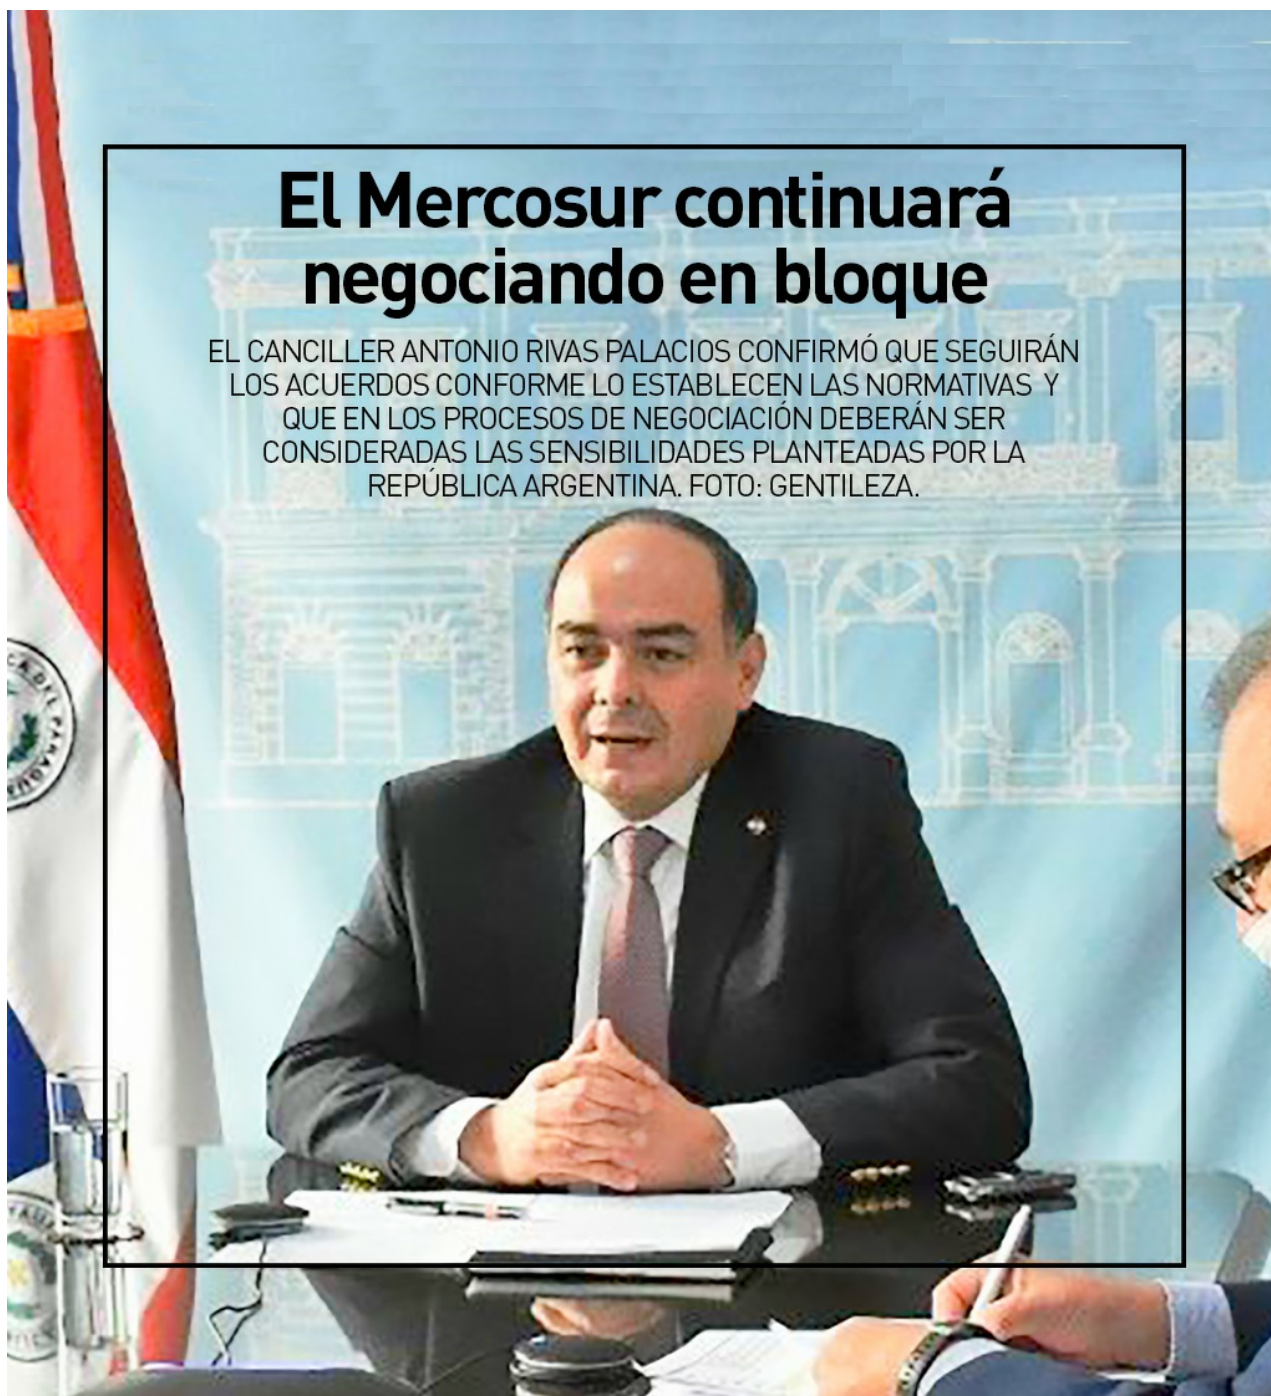 El Mercosur continuará
negociando en bloque
EL CANCILLER ANTONIO RIVAS PALACIOS CONFIRMÓ QUE SEGUIRÁN
LOS ACUERDOS CONFORME LO ESTABLECEN LAS NORMATIVAS Y
QUE EN LOS PROCESOS DE NEGOCIACIÓN DEBERÁN SER
CONSIDERADAS LAS SENSIBILIDADES PLANTEADAS POR LA
REPÚBLICA ARGENTINA. FOTO: GENTILEZA.